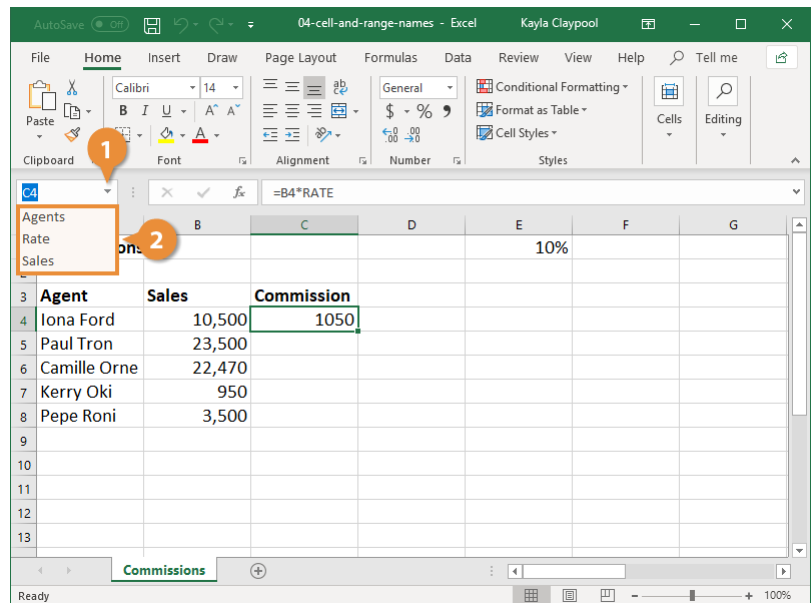 AutoSave Off 04-cell-and-range-names - Excel Kayla Claypool
File Home Insert Draw Page Layout Formulas Data Review View Help Tell me
Calibri 14 ab General Conditional Formatting
Paste B I U A A $ % 9 Format as Table Cells Editing
A Cell Styles
Clipboard Font Alignment Number Styles
1
C4 fx =B4*RATE
Agents
Rate
Sales
2
B C D E F G
ons 10%
3 Agent Sales Commission
4 Iona Ford 10,500 1050
5 Paul Tron 23,500
6 Camille Orne 22,470
7 Kerry Oki 950
8 Pepe Roni 3,500
9
10
11
12
13
Commissions
Ready 100%